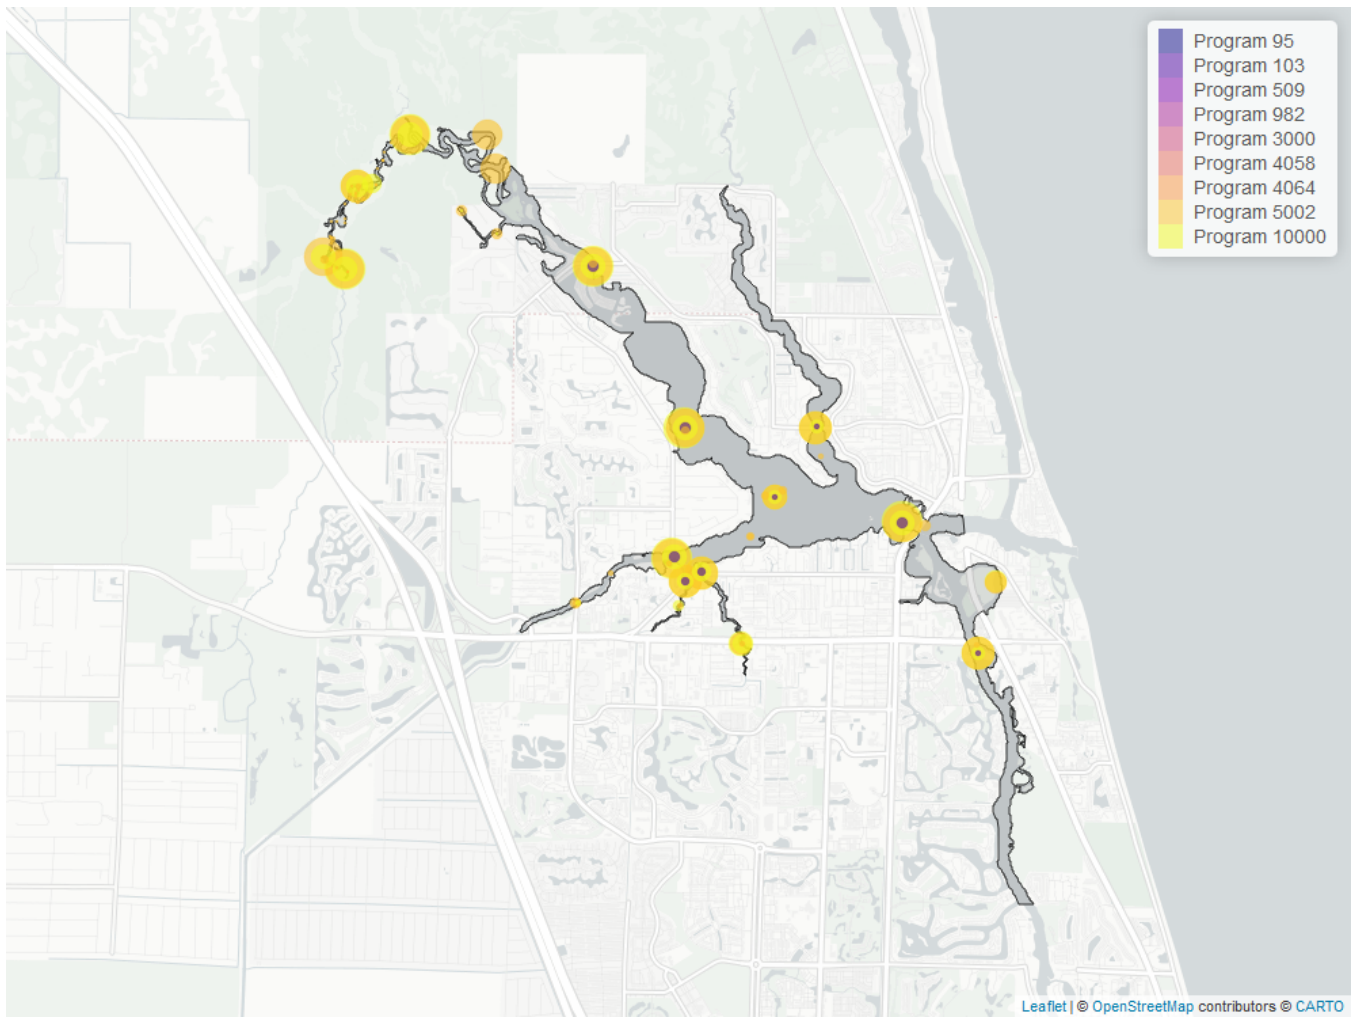 Program 95
Program 103
Program 509
Program 982
Program 3000
Program 4058
Program 4064
Program 5002
Program 10000
Leaflet | © OpenStreetMap contributors © CARTO